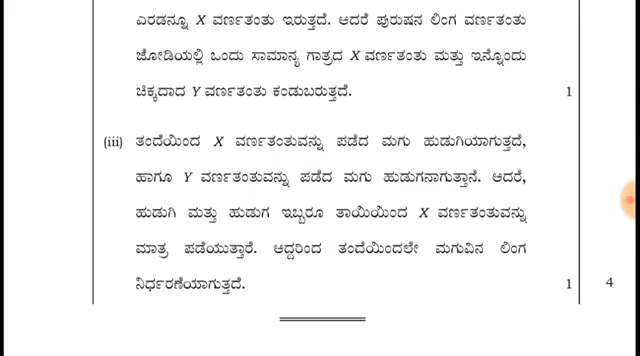 ಎರಡನ್ನೂ X ವರ್ಣತಂತು ಇರುತ್ತದೆ. ಆದರೆ ಪುರುಷನ ಲಿಂಗ ವರ್ಣತಂತು
ಜೋಡಿಯಲ್ಲಿ ಒಂದು ಸಾಮಾನ್ಯ ಗಾತ್ರದ X ವರ್ಣತಂತು ಮತ್ತು ಇನ್ನೊಂದು
ಚಿಕ್ಕದಾದ Y ವರ್ಣತಂತು ಕಂಡುಬರುತ್ತದೆ. 1
(iii) ತಂದೆಯಿಂದ X ವರ್ಣತಂತುವನ್ನು ಪಡೆದ ಮಗು ಹುಡುಗಿಯಾಗುತ್ತದೆ,
ಹಾಗೂ Y ವರ್ಣತಂತುವನ್ನು ಪಡೆದ ಮಗು ಹುಡುಗನಾಗುತ್ತಾನೆ. ಆದರೆ,
ಹುಡುಗಿ ಮತ್ತು ಹುಡುಗ ಇಬ್ಬರೂ ತಾಯಿಯಿಂದ X ವರ್ಣತಂತುವನ್ನು
ಮಾತ್ರ ಪಡೆಯುತ್ತಾರೆ. ಆದ್ದರಿಂದ ತಂದೆಯಿಂದಲೇ ಮಗುವಿನ ಲಿಂಗ
ನಿರ್ಧರಣೆಯಾಗುತ್ತದೆ. 1 4